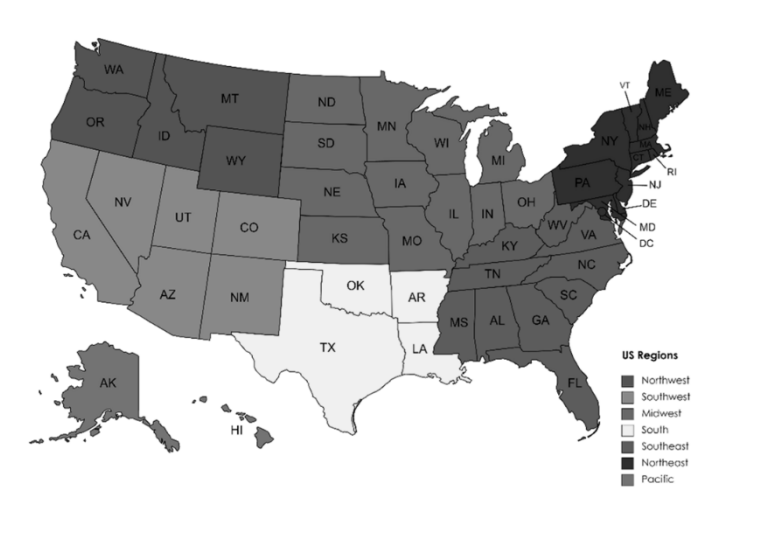 WA
MT
ND
MN
VT
ME
OR
ID
SD
WI
MI
NY
NH
MA
CT
RI
WY
IA
PA
NJ
NE
NV
UT
CO
IL
IN
OH
DE
MD
DC
CA
KS
MO
WV
VA
KY
AZ
NM
OK
AR
TN
NC
SC
MS
AL
GA
TX
LA
FL
AK
HI
US Regions
Northwest
Southwest
Midwest
South
Southeast
Northeast
Pacific